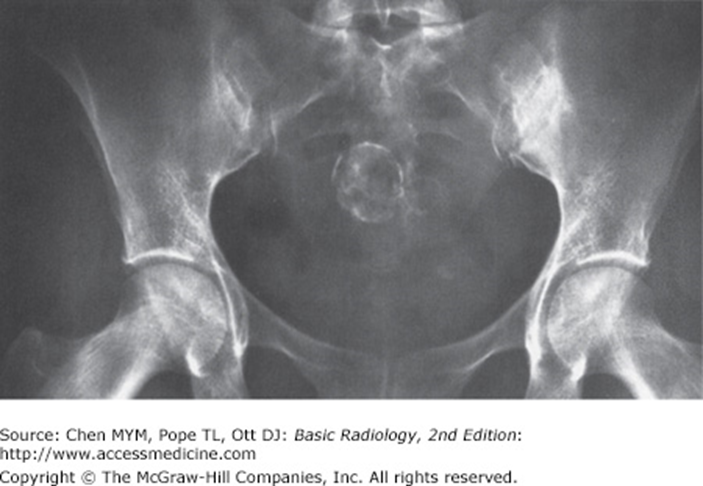 Source: Chen MYM, Pope TL, Ott DJ: Basic Radiology, 2nd Edition:
http://www.accessmedicine.com
Copyright © The McGraw-Hill Companies, Inc. All rights reserved.